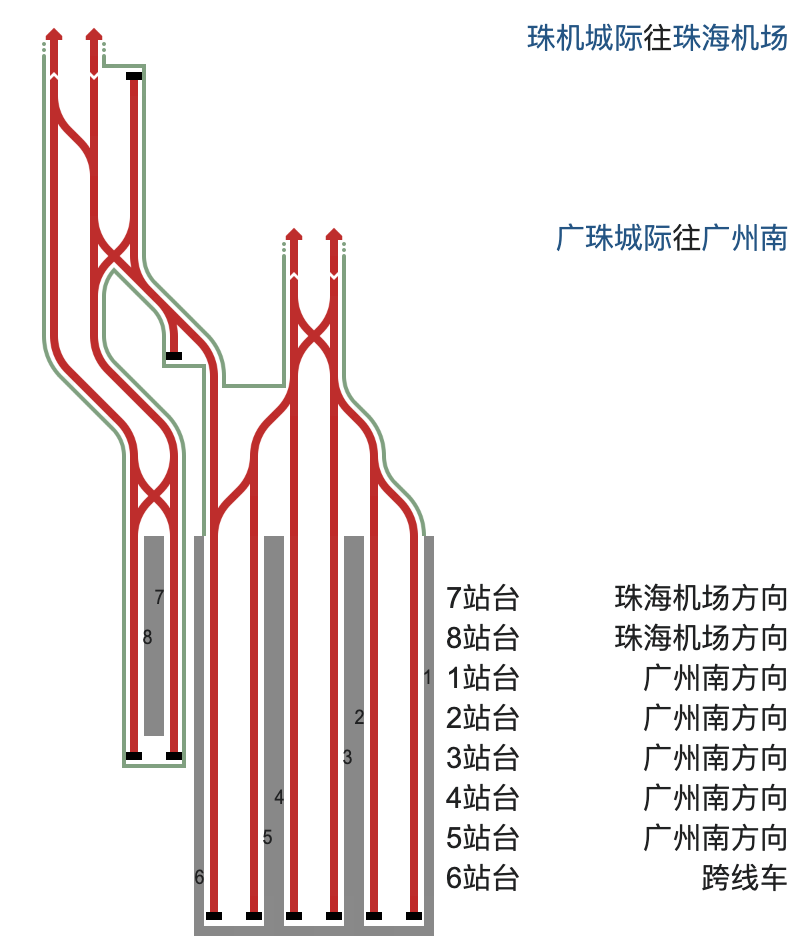 珠机城际往珠海机场
广珠城际往广州南
7
7站台 珠海机场方向
8
8站台 珠海机场方向
1
1站台 广州南方向
2
2站台 广州南方向
3
3站台 广州南方向
4
4站台 广州南方向
5
5站台 广州南方向
6
6站台 跨线车